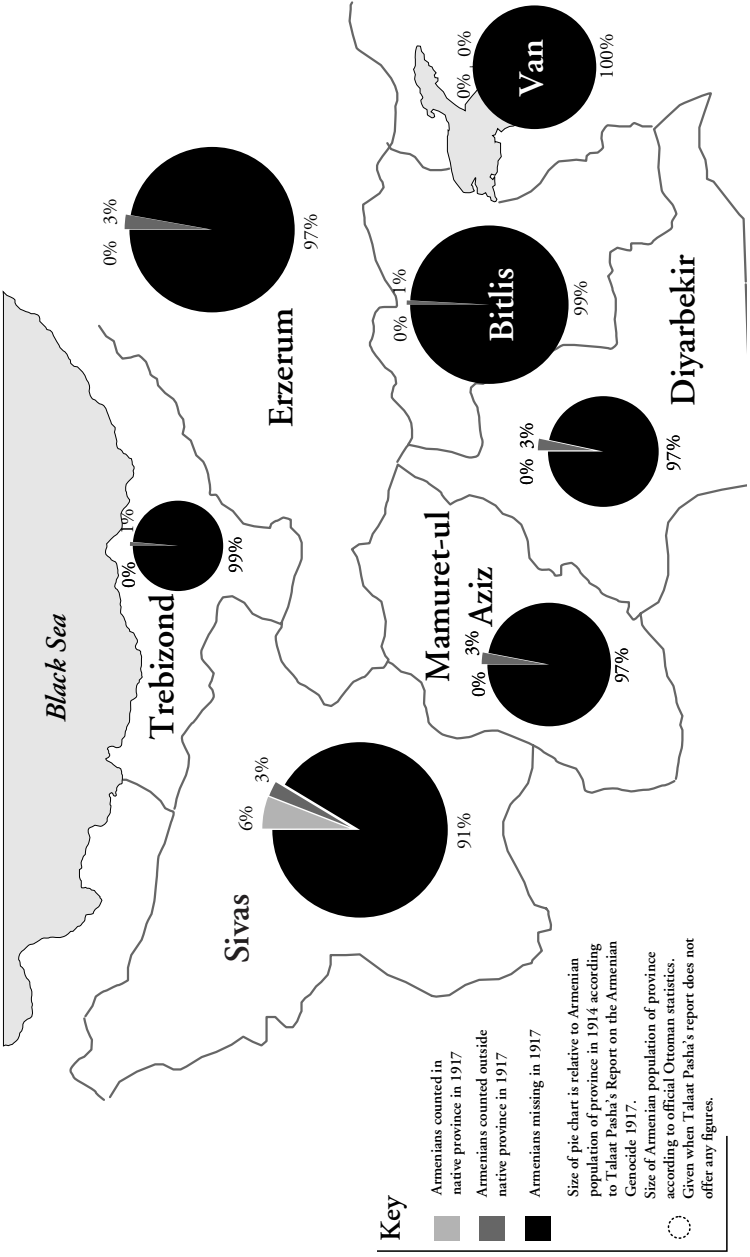 Black Sea
Trebizond
0%
1%
99%
Erzerum
0%
3%
97%
Sivas
6%
3%
91%
Mamuret-ul
Aziz
0%
3%
97%
Bitlis
0%
1%
99%
Van
0%
0%
100%
Diyarbekir
0%
3%
97%
Key
Armenians counted in
native province in 1917
Armenians counted outside
native province in 1917
Armenians missing in 1917
Size of pie chart is relative to Armenian
population of province in 1914 according
to Talaat Pasha's Report on the Armenian
Genocide 1917.
Size of Armenian population of province
according to official Ottoman statistics.
Given when Talaat Pasha's report does not
offer any figures.